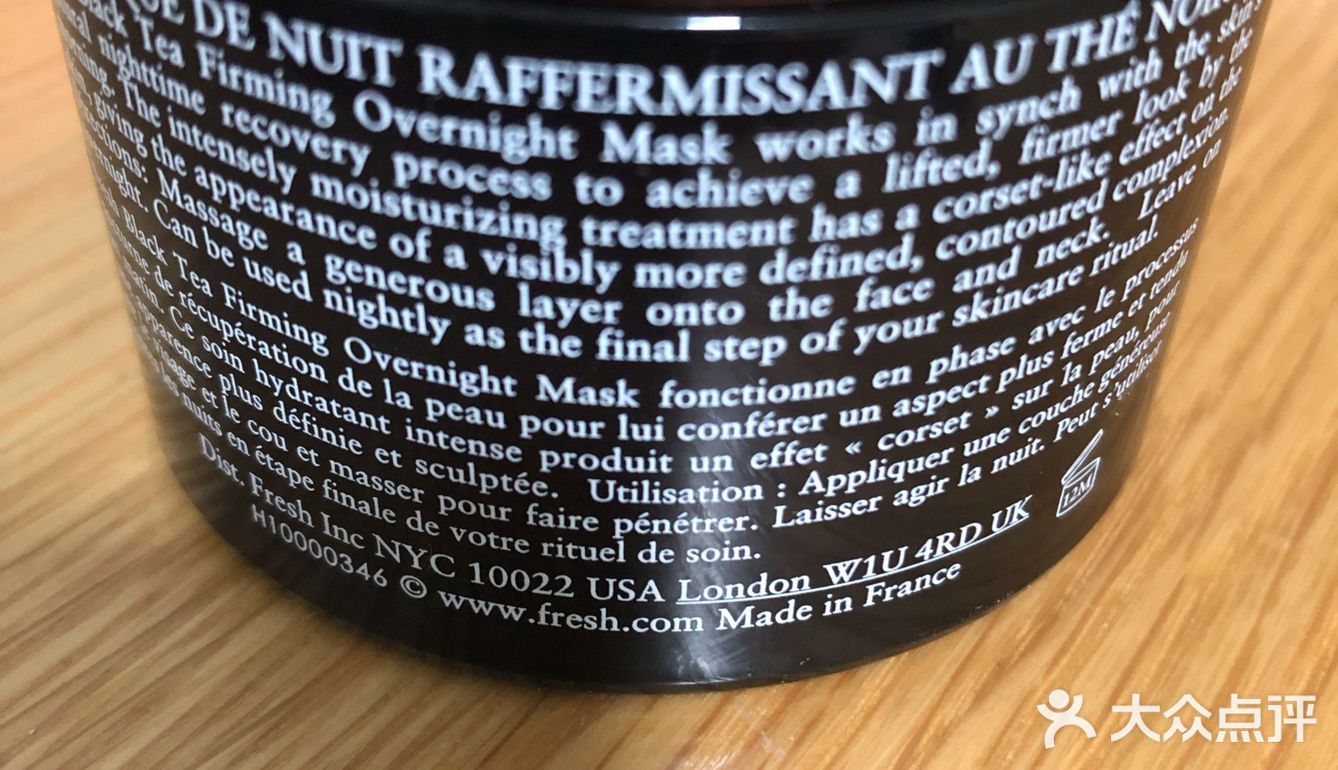 DE NUIT RAFFERMISSANT AU THÉ NOIR
Black Tea Firming Overnight Mask works in synch with the skin's
nighttime recovery process to achieve a lifted, firmer look by the
The intensely moisturizing treatment has a corset-like effect on the
giving the appearance of a visibly more defined, contoured complexion.
Massage a generous layer onto the face and neck. Leave on
Can be used nightly as the final step of your skincare ritual.
Black Tea Firming Overnight Mask fonctionne en phase avec le processus
de récupération de la peau pour lui conférer un aspect plus ferme et tendu
Ce soin hydratant intense produit un effet « corset » sur la peau, pour
apparence plus définie et sculptée. Utilisation : Appliquer une couche généreuse
visage et le cou et masser pour faire pénétrer. Laisser agir la nuit. Peut s'utiliser
les nuits en étape finale de votre rituel de soin.
Dist. Fresh Inc NYC 10022 USA London W1U 4RD UK
H10000346 © www.fresh.com Made in France
12M
大众点评